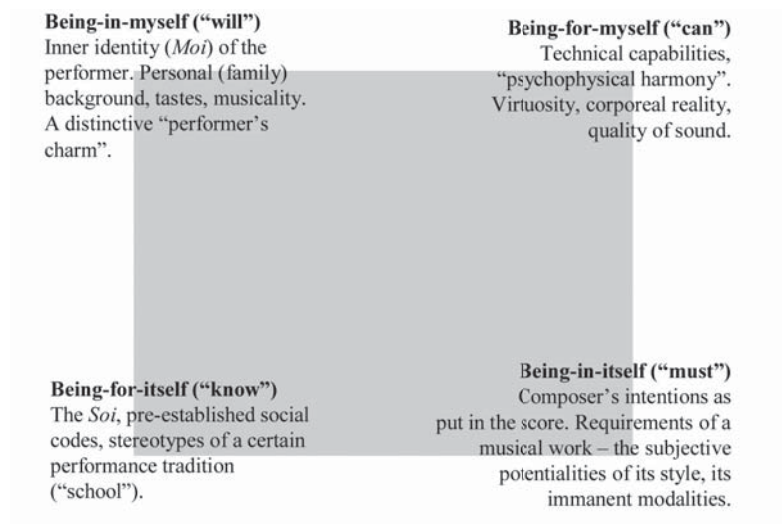 Being-in-myself (“will”)
Inner identity (Moi) of the
performer. Personal (family)
background, tastes, musicality.
A distinctive “performer’s
charm”.
Being-for-myself (“can”)
Technical capabilities,
“psychophysical harmony”.
Virtuosity, corporeal reality,
quality of sound.
Being-for-itself (“know”)
The Soi, pre-established social
codes, stereotypes of a certain
performance tradition
(“school”).
Being-in-itself (“must”)
Composer’s intentions as
put in the score. Requirements of a
musical work – the subjective
potentialities of its style, its
immanent modalities.